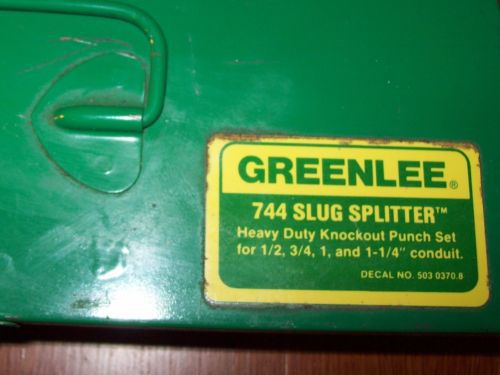 GREENLEE®
744 SLUG SPLITTER™
Heavy Duty Knockout Punch Set
for 1/2, 3/4, 1, and 1-1/4" conduit.
DECAL NO. 503 0370.8